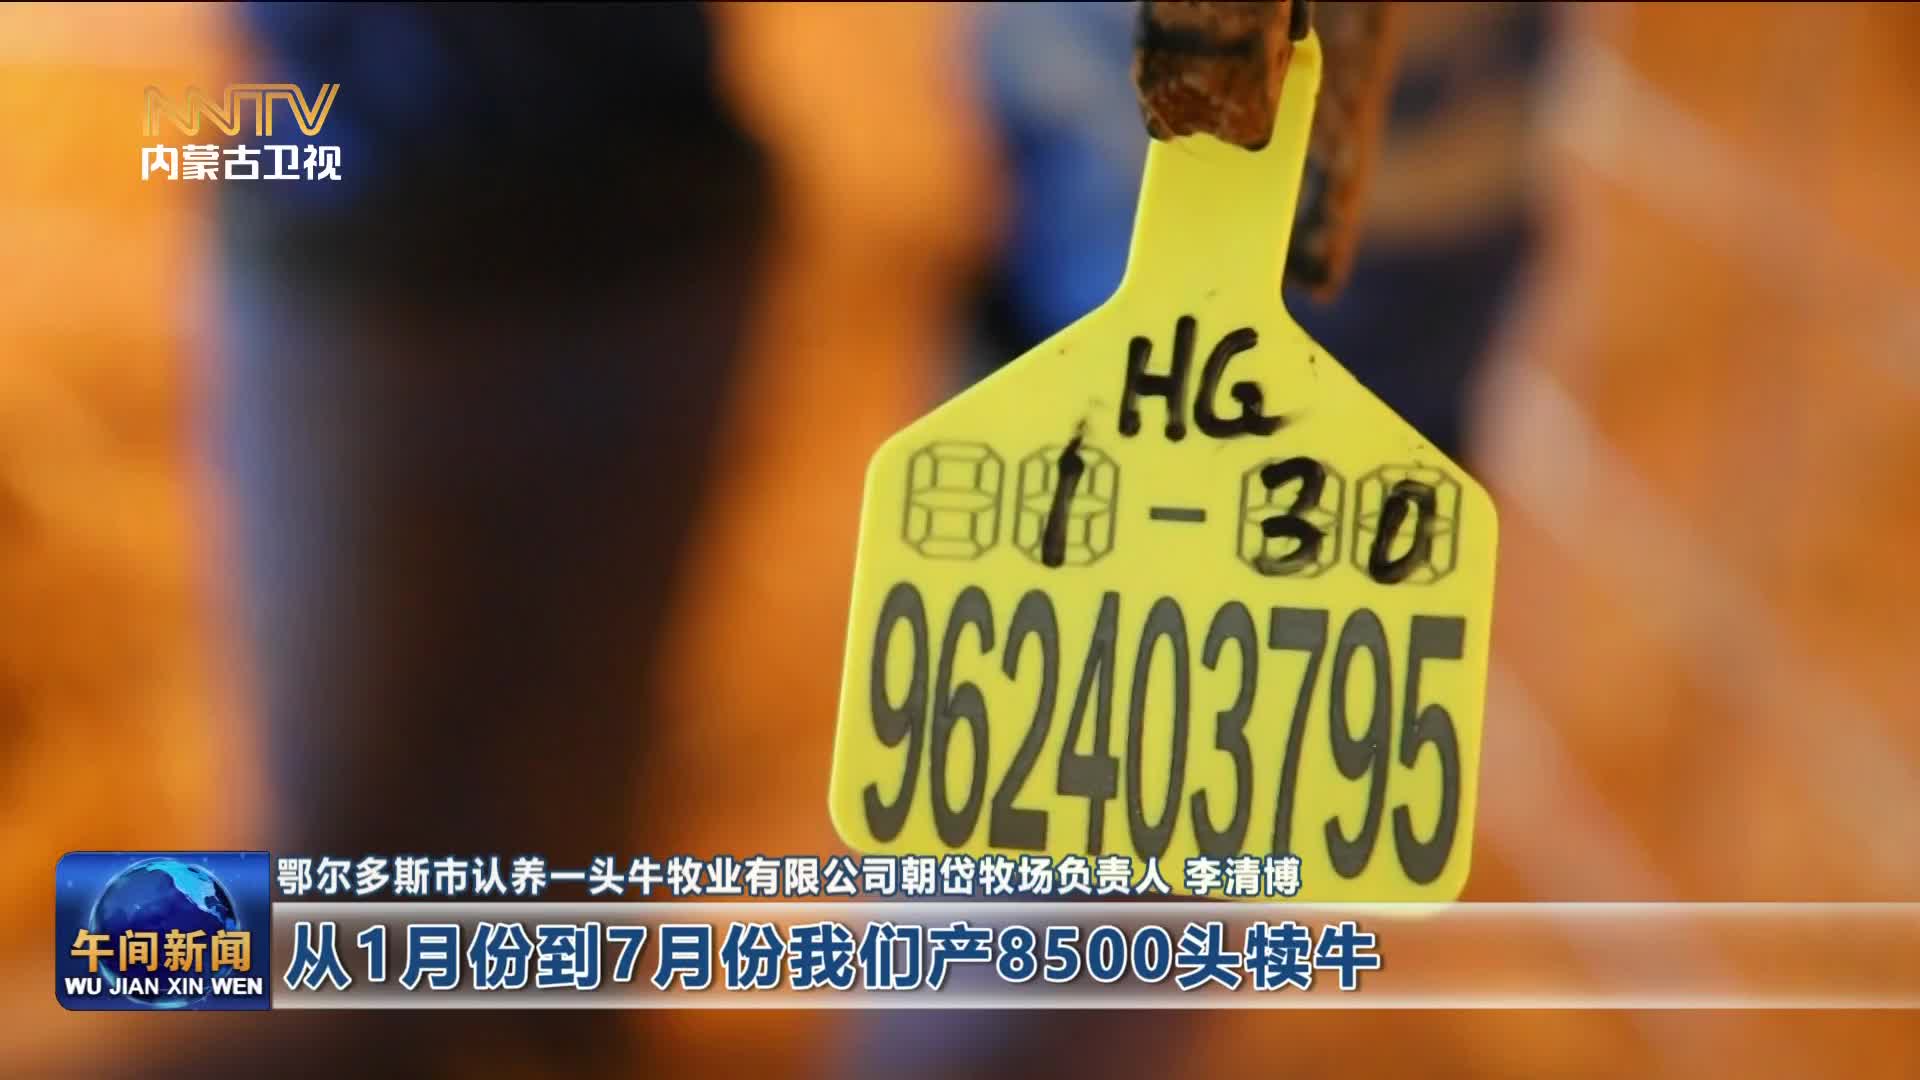 NNTV
内蒙古卫视
HG
1-30
962403795
鄂尔多斯市认养一头牛牧业有限公司朝岱牧场负责人 李清博
午间新闻
WU JIAN XIN WEN
从1月份到7月份我们产8500头犊牛